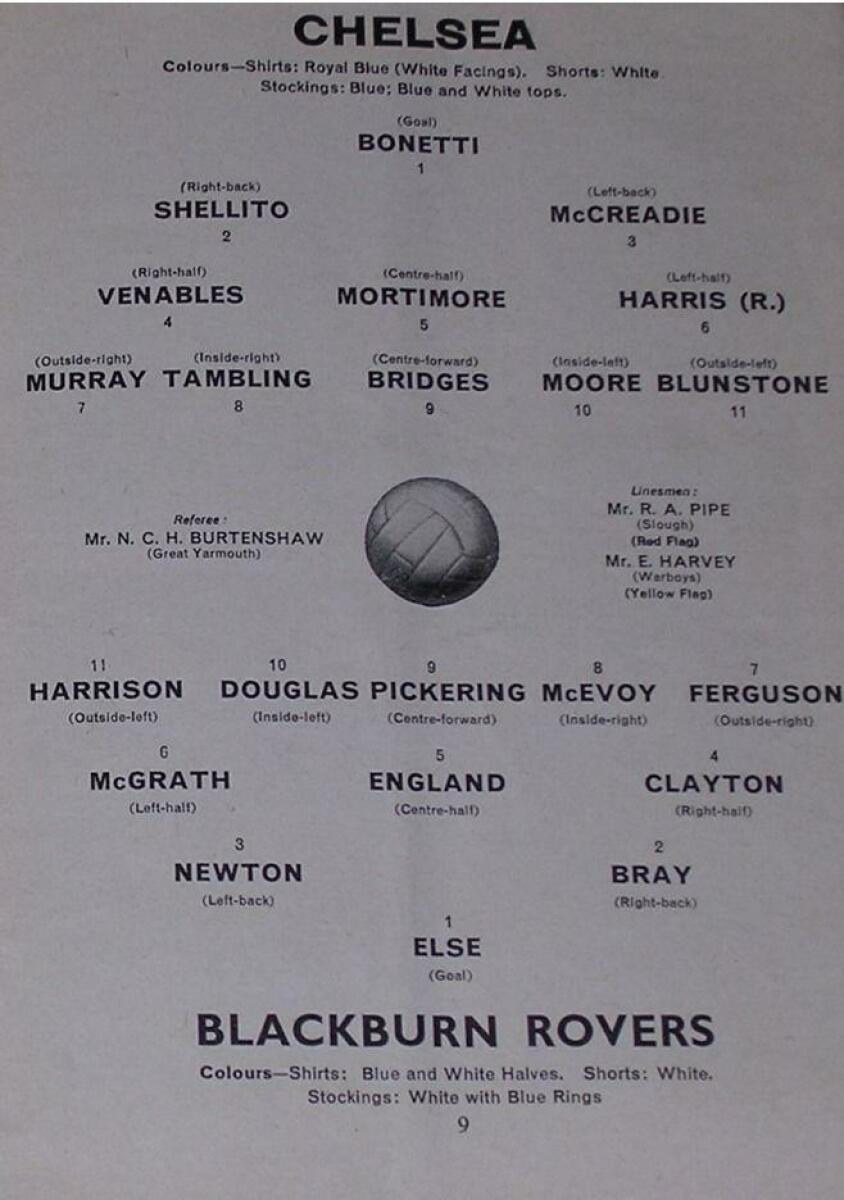 CHELSEA
Colours—Shirts: Royal Blue (White Facings). Shorts: White
Stockings: Blue; Blue and White tops.
(Goal)
BONETTI
1
(Right-back) (Left-back)
SHELLITO McCREADIE
2 3
(Right-half) (Centre-half) (Left-half)
VENABLES MORTIMORE HARRIS (R.)
4 5 6
(Outside-right) (Inside-right) (Centre-forward) (Inside-left) (Outside-left)
MURRAY TAMBLING BRIDGES MOORE BLUNSTONE
7 8 9 10 11
Referee:
Mr. N. C. H. BURTENSHAW
(Great Yarmouth)
Linesmen:
Mr. R. A. PIPE
(Slough)
(Red Flag)
Mr. E. HARVEY
(Warboys)
(Yellow Flag)
11 10 9 8 7
HARRISON DOUGLAS PICKERING McEVOY FERGUSON
(Outside-left) (Inside-left) (Centre-forward) (Inside-right) (Outside-right)
6 5 4
McGRATH ENGLAND CLAYTON
(Left-half) (Centre-half) (Right-half)
3 2
NEWTON BRAY
(Left-back) (Right-back)
1
ELSE
(Goal)
BLACKBURN ROVERS
Colours—Shirts: Blue and White Halves. Shorts: White.
Stockings: White with Blue Rings
9